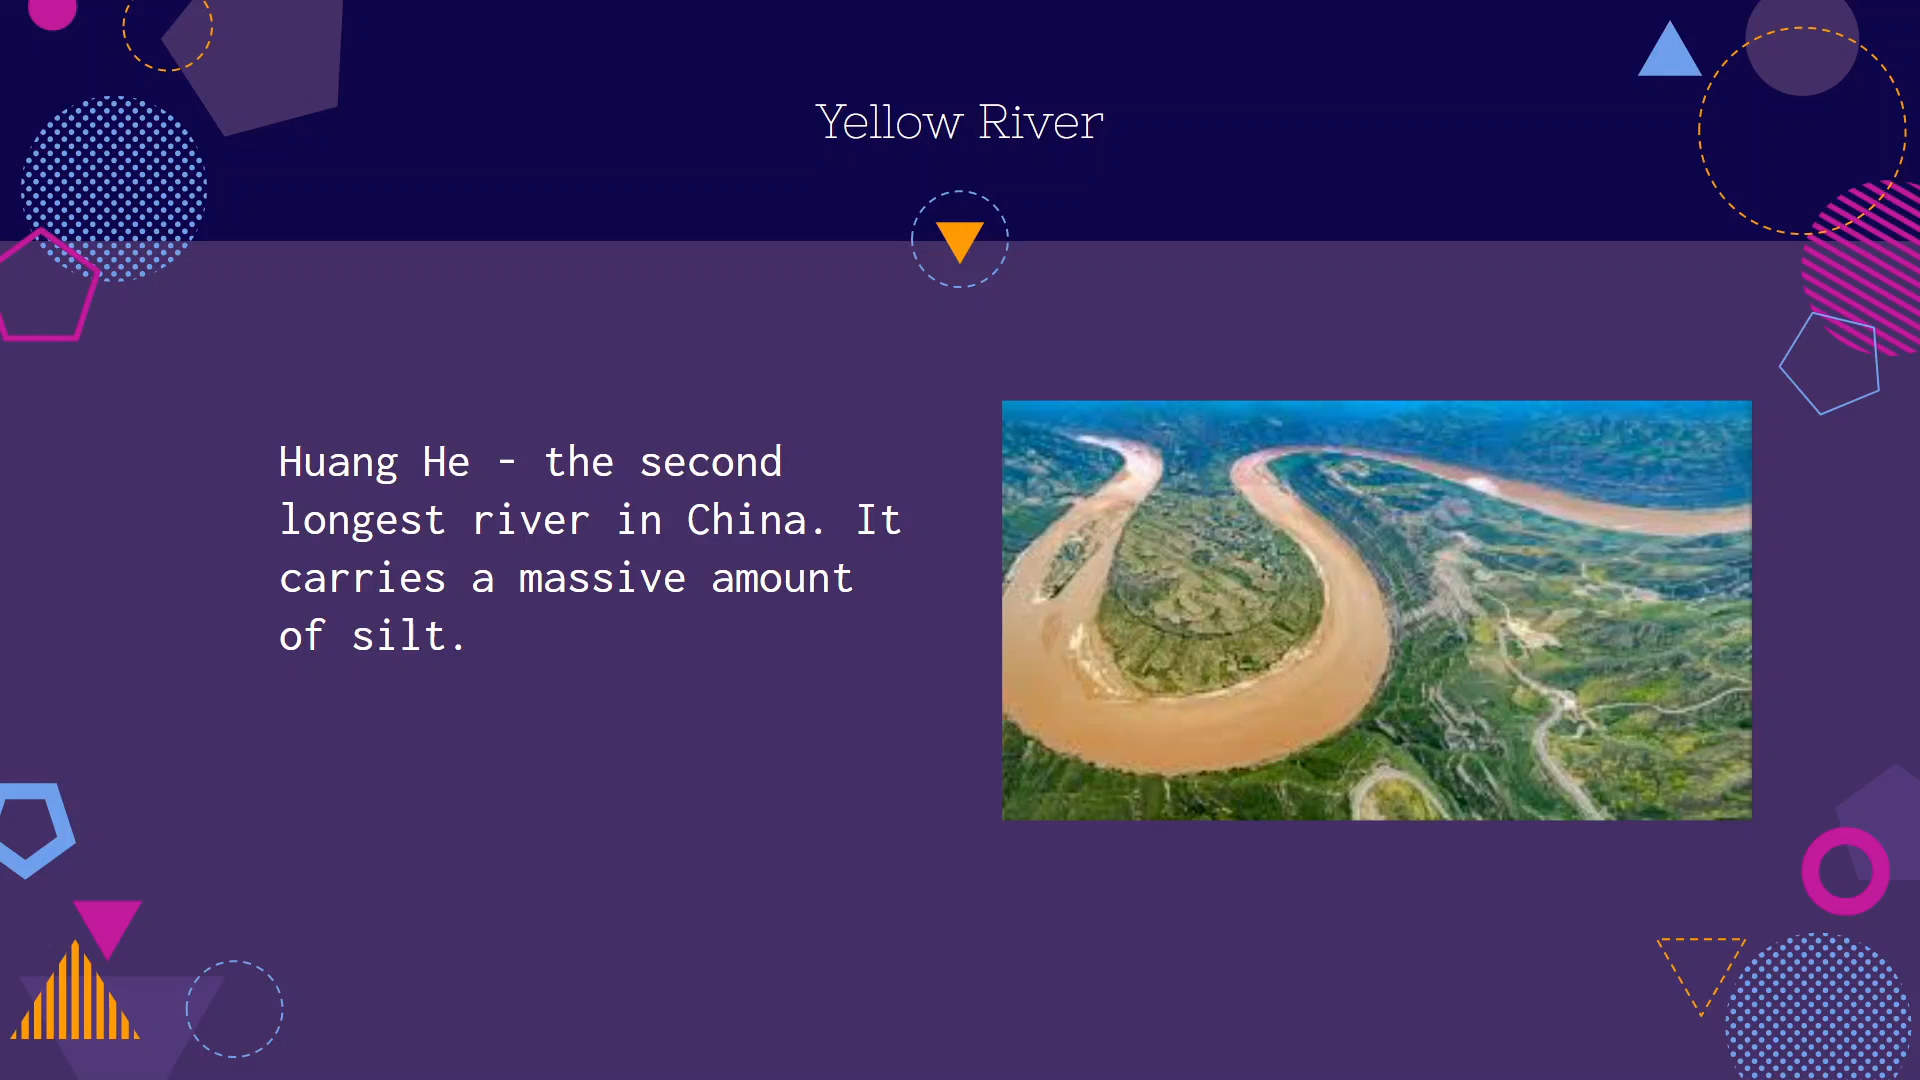 Yellow River
Huang He - the second
longest river in China. It
carries a massive amount
of silt.